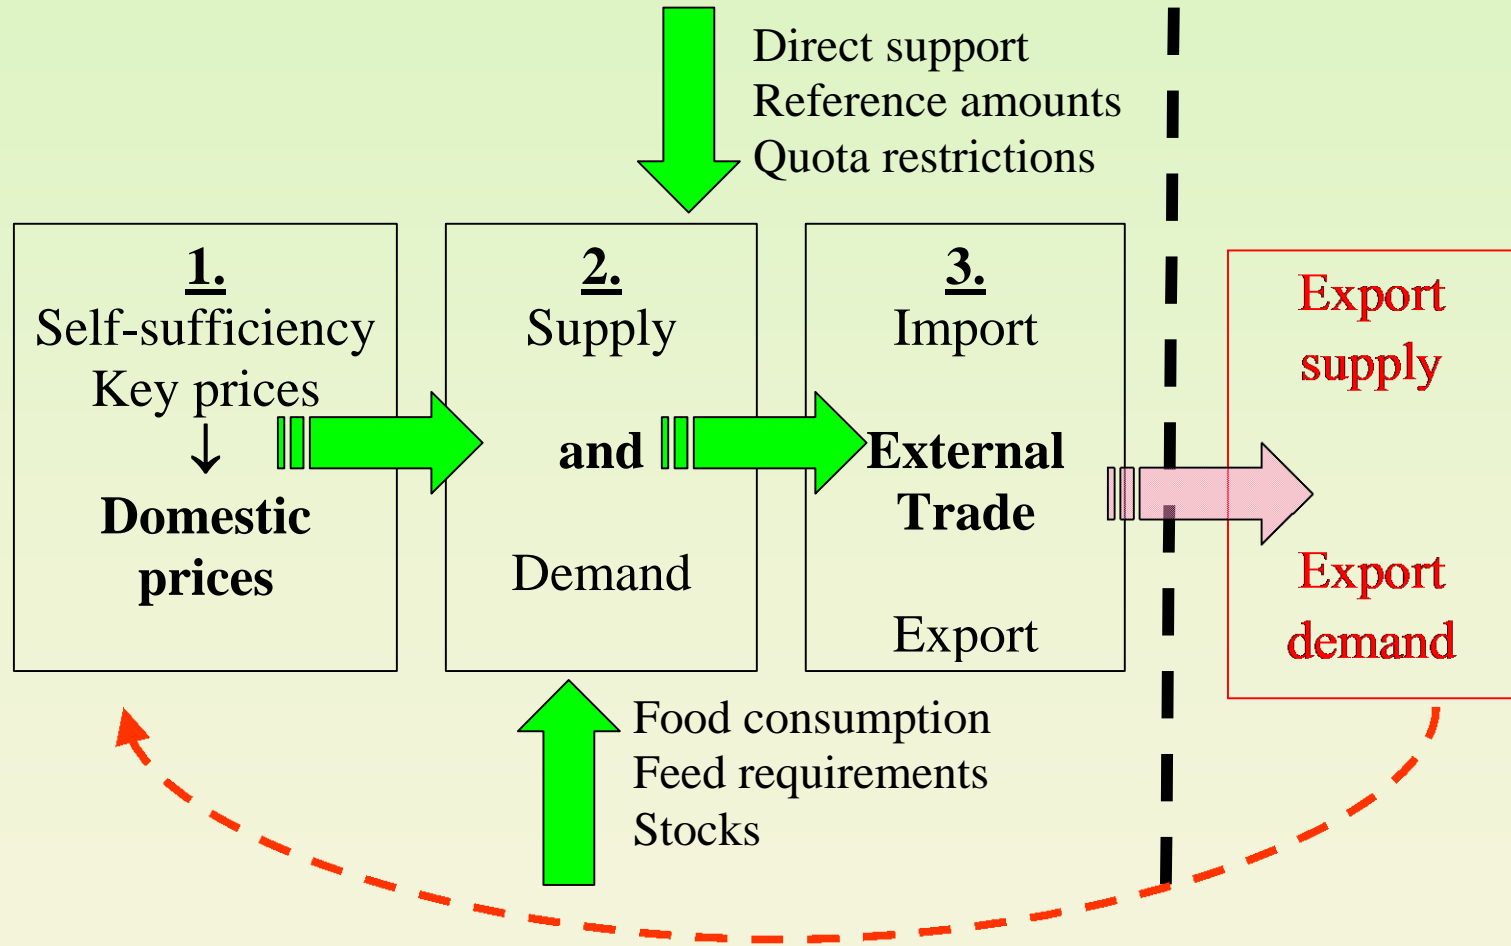 Direct support
Reference amounts
Quota restrictions
1.
Self-sufficiency
Key prices
↓
Domestic
prices
2.
Supply
and
Demand
3.
Import
External
Trade
Export
Export
supply
Export
demand
Food consumption
Feed requirements
Stocks